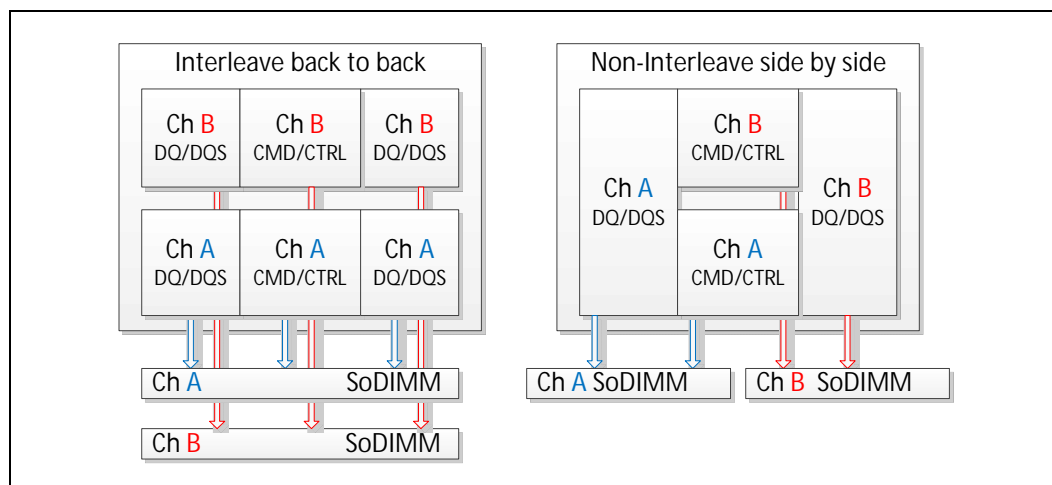 Interleave back to back
Ch B
DQ/DQS
Ch B
CMD/CTRL
Ch B
DQ/DQS
Ch A
DQ/DQS
Ch A
CMD/CTRL
Ch A
DQ/DQS
Ch A SoDIMM
Ch B SoDIMM
Non-Interleave side by side
Ch A
DQ/DQS
Ch B
CMD/CTRL
Ch A
CMD/CTRL
Ch B
DQ/DQS
Ch A SoDIMM
Ch B SoDIMM